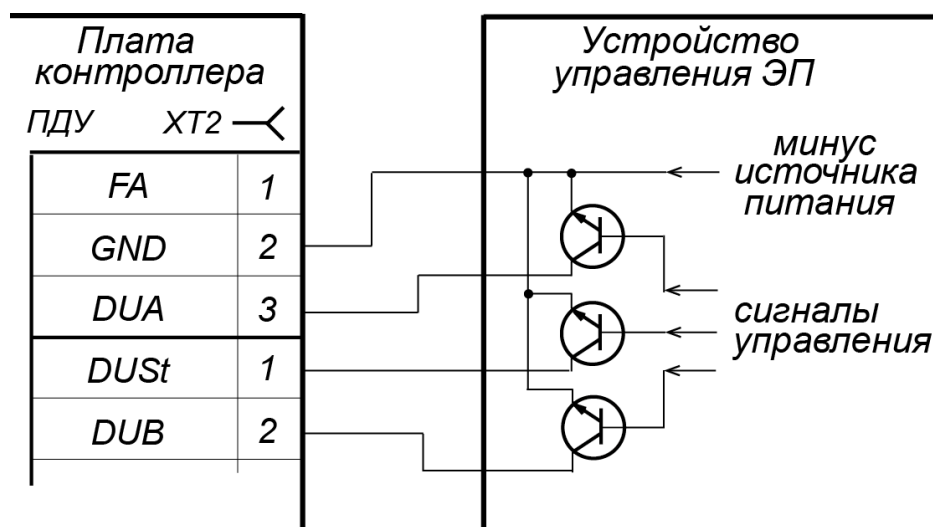 Плата
контроллера
ПДУ XT2
FA 1
GND 2
DUA 3
DUSt 1
DUB 2
Устройство
управления ЭП
минус
источника
питания
сигналы
управления